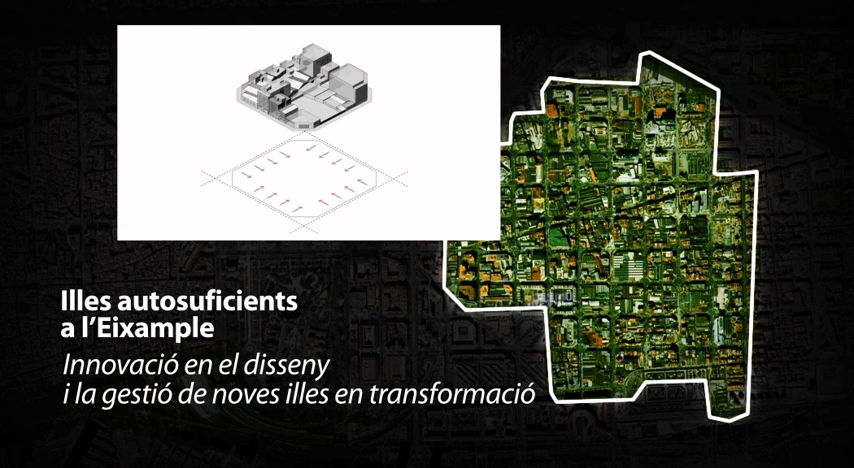 Illes autosuficients
a l’Eixample
Innovació en el disseny
i la gestió de noves illes en transformació